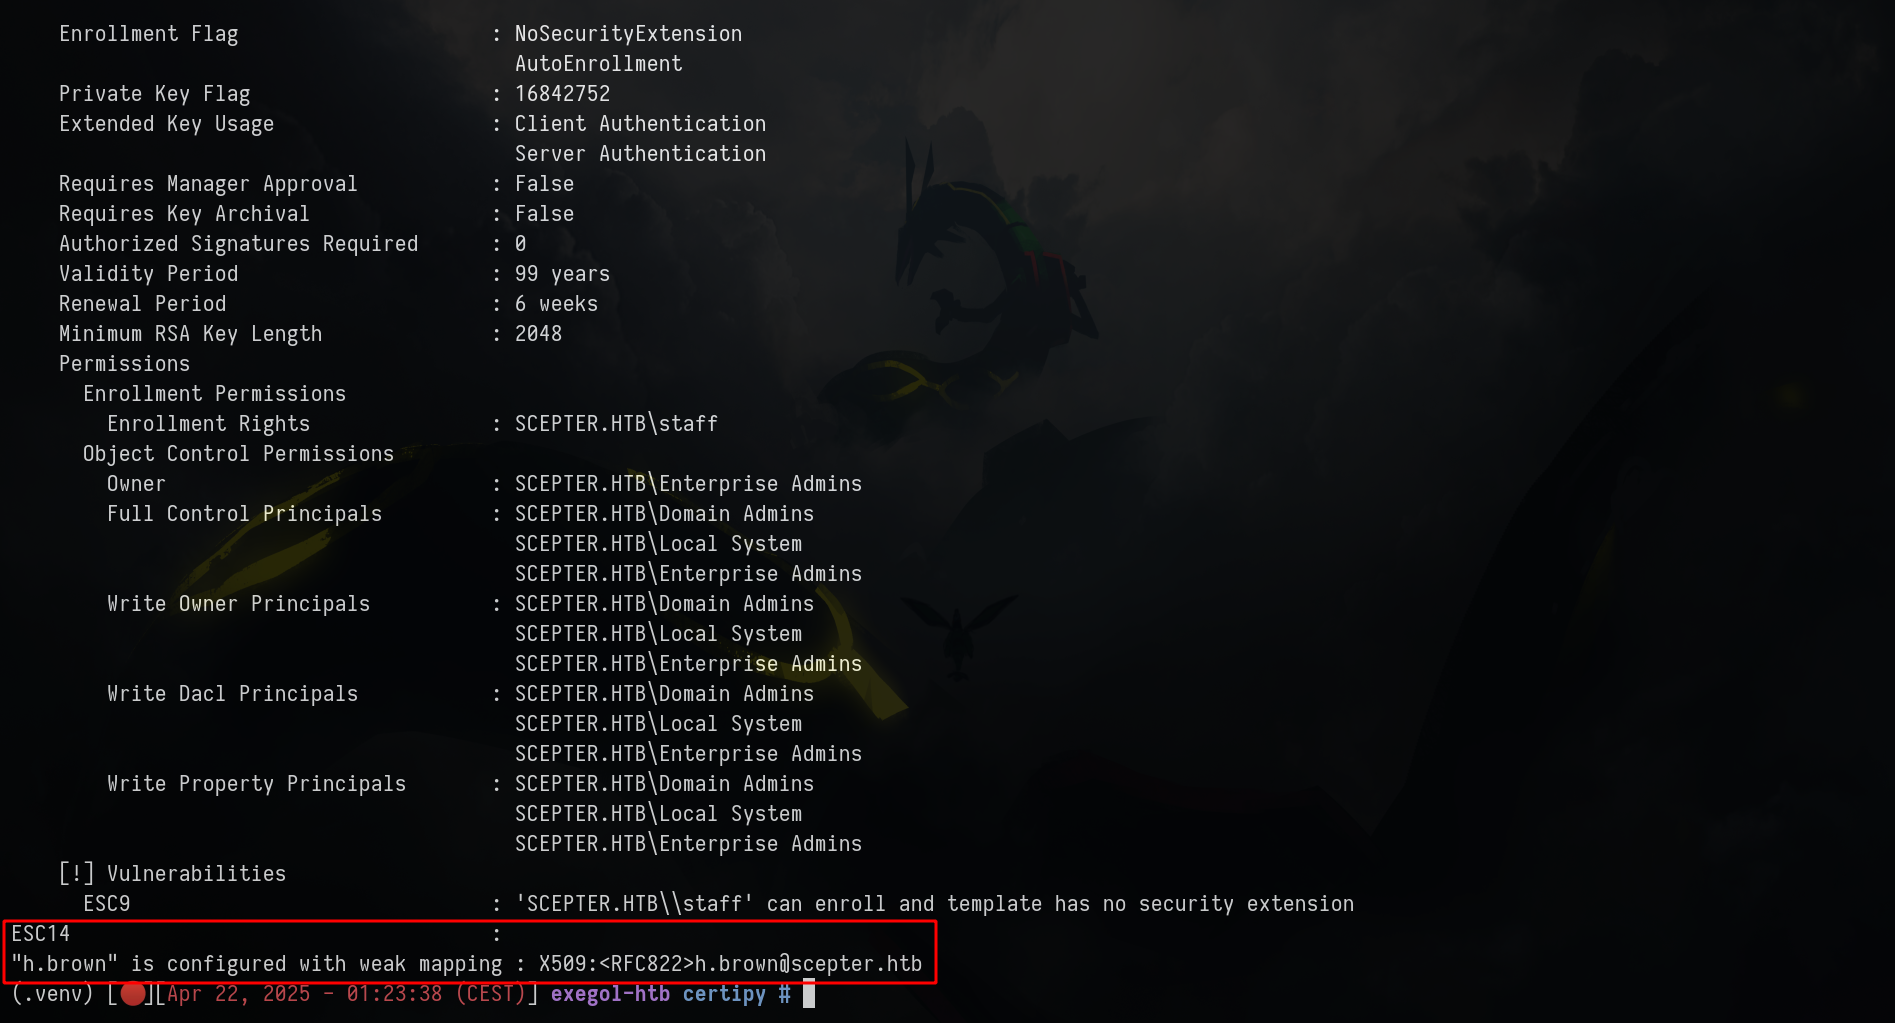 Enrollment Flag : NoSecurityExtension
AutoEnrollment
Private Key Flag : 16842752
Extended Key Usage : Client Authentication
Server Authentication
Requires Manager Approval : False
Requires Key Archival : False
Authorized Signatures Required : 0
Validity Period : 99 years
Renewal Period : 6 weeks
Minimum RSA Key Length : 2048
Permissions
Enrollment Permissions
Enrollment Rights : SCEPTER.HTB\staff
Object Control Permissions
Owner : SCEPTER.HTB\Enterprise Admins
Full Control Principals : SCEPTER.HTB\Domain Admins
SCEPTER.HTB\Local System
SCEPTER.HTB\Enterprise Admins
Write Owner Principals : SCEPTER.HTB\Domain Admins
SCEPTER.HTB\Local System
SCEPTER.HTB\Enterprise Admins
Write Dacl Principals : SCEPTER.HTB\Domain Admins
SCEPTER.HTB\Local System
SCEPTER.HTB\Enterprise Admins
Write Property Principals : SCEPTER.HTB\Domain Admins
SCEPTER.HTB\Local System
SCEPTER.HTB\Enterprise Admins
[!] Vulnerabilities
ESC9 : 'SCEPTER.HTB\\staff' can enroll and template has no security extension
ESC14 :
"h.brown" is configured with weak mapping : X509:<RFC822>h.brown@scepter.htb
(.venv) [🔴][Apr 22, 2025 - 01:23:38 (CEST)] exegol-htb certipy #